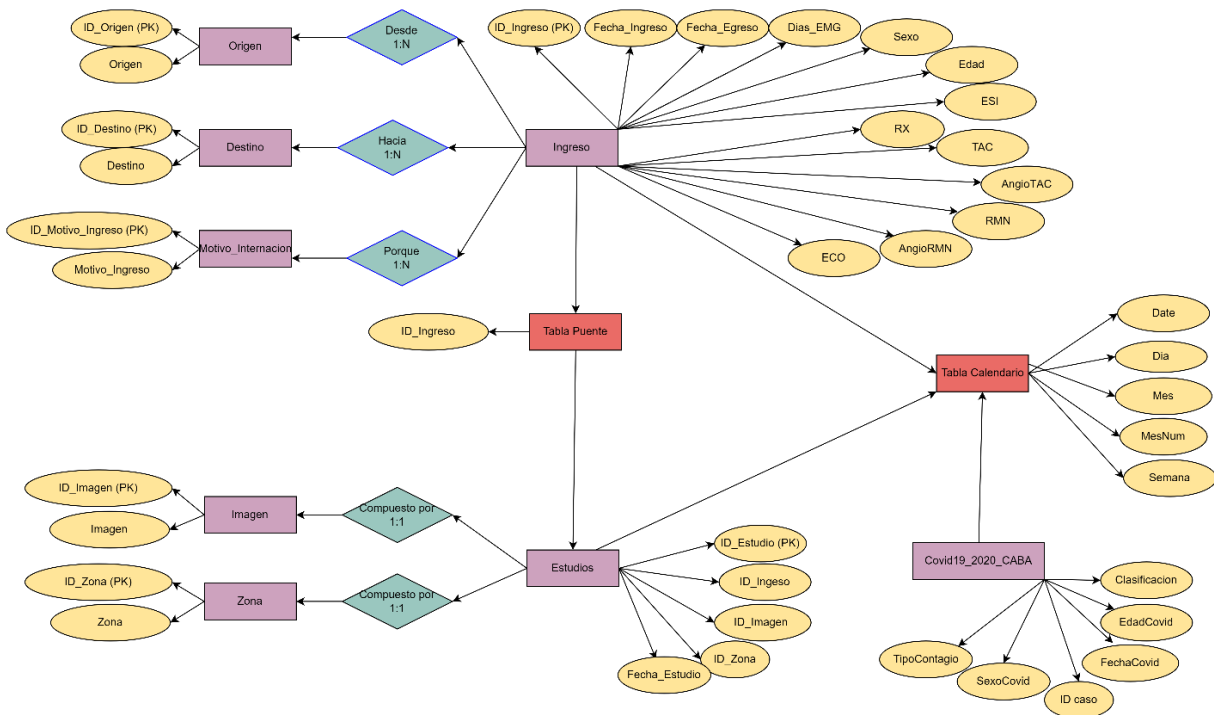 ID_Origen (PK)
Origen
Origen
Desde
1:N
ID_Ingreso (PK)
Fecha_Ingreso
Fecha_Egreso
Dias_EMG
Sexo
Edad
ESI
RX
TAC
AngioTAC
RMN
AngioRMN
ECO
Ingreso
ID_Destino (PK)
Destino
Destino
Hacia
1:N
ID_Motivo_Ingreso (PK)
Motivo_Ingreso
Motivo_Internacion
Porque
1:N
ID_Ingreso
Tabla Puente
Tabla Calendario
Date
Dia
Mes
MesNum
Semana
ID_Imagen (PK)
Imagen
Imagen
Compuesto por
1:1
ID_Zona (PK)
Zona
Zona
Compuesto por
1:1
Estudios
ID_Estudio (PK)
ID_Ingeso
ID_Imagen
ID_Zona
Fecha_Estudio
Covid19_2020_CABA
Clasificacion
EdadCovid
FechaCovid
ID caso
SexoCovid
TipoContagio